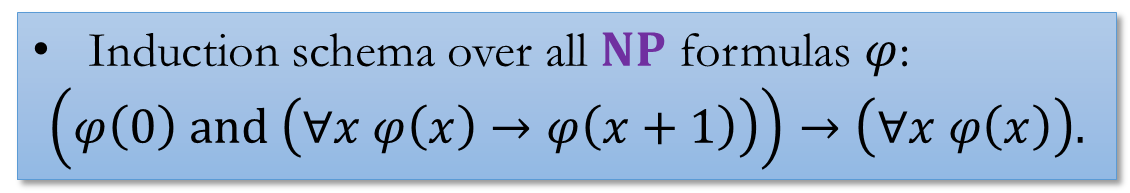 • Induction schema over all NP formulas 𝜑:
(𝜑(0) and (∀𝑥 𝜑(𝑥) → 𝜑(𝑥 + 1))) → (∀𝑥 𝜑(𝑥)).